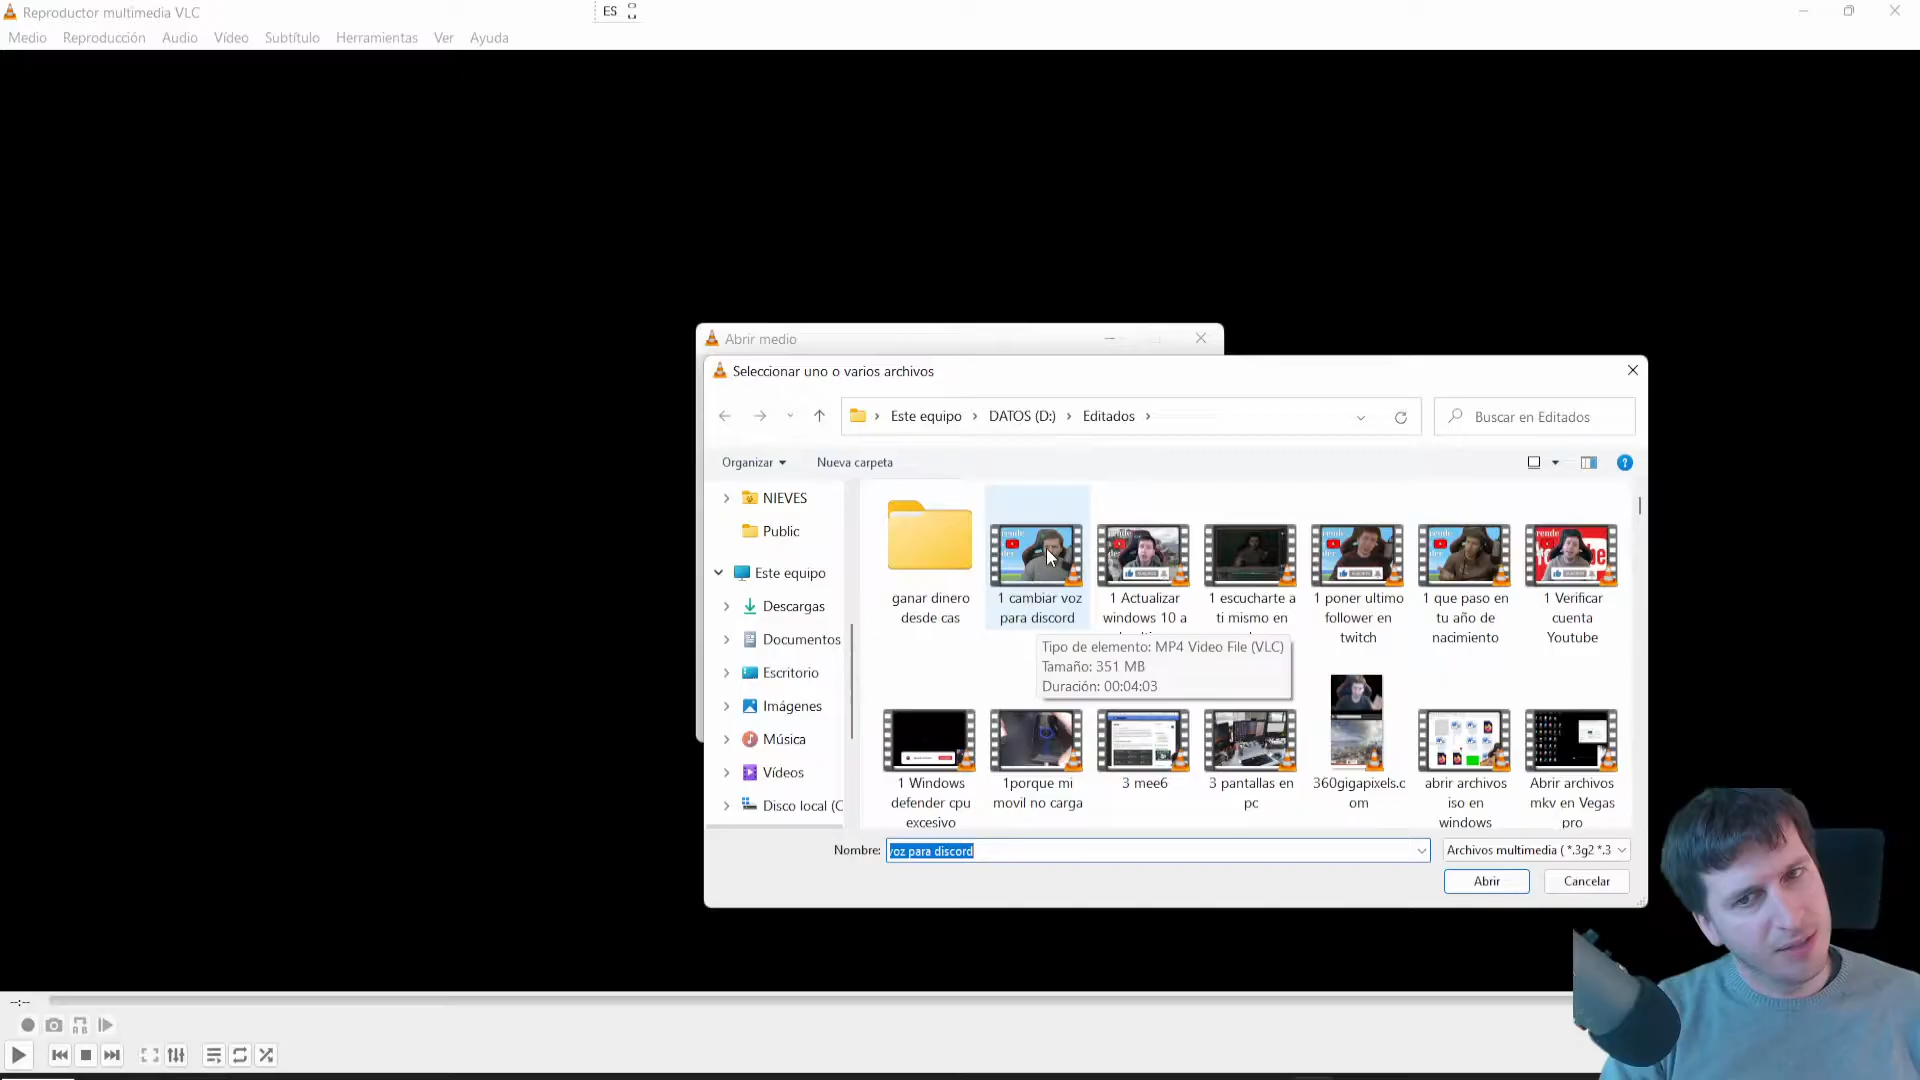 Reproductor multimedia VLC
ES
Medio Reproducción Audio Vídeo Subtítulo Herramientas Ver Ayuda
Abrir medio
Seleccionar uno o varios archivos
Este equipo > DATOS (D:) > Editados >
Buscar en Editados
Organizar
Nueva carpeta
NIEVES
Public
Este equipo
Descargas
Documentos
Escritorio
Imágenes
Música
Vídeos
Disco local (C
ganar dinero
desde cas
1 cambiar voz
para discord
1 Actualizar
windows 10 a
1 escucharte a
ti mismo en
1 poner ultimo
follower en
twitch
1 que paso en
tu año de
nacimiento
1 Verificar
cuenta
Youtube
Tipo de elemento: MP4 Video File (VLC)
Tamaño: 351 MB
Duración: 00:04:03
1 Windows
defender cpu
excesivo
1porque mi
movil no carga
3 mee6
3 pantallas en
pc
360gigapixels.c
om
abrir archivos
iso en
windows
Abrir archivos
mkv en Vegas
pro
Nombre: voz para discord
Archivos multimedia ( *.3g2 *.3
Abrir
Cancelar
--:--